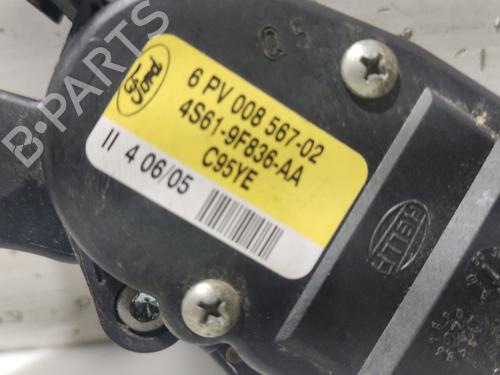 Ford
6 PV 008 567-02
4S61-9F836-AA
C95YE
II 4 06/05
HELLA
B-PARTS